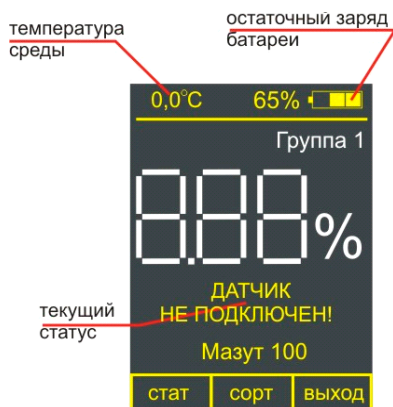 температура
среды
остаточный заряд
батареи
0,0°С 65%
Группа 1
8.88%
ДАТЧИК
НЕ ПОДКЛЮЧЕН!
текущий
статус
Мазут 100
стат сорт выход